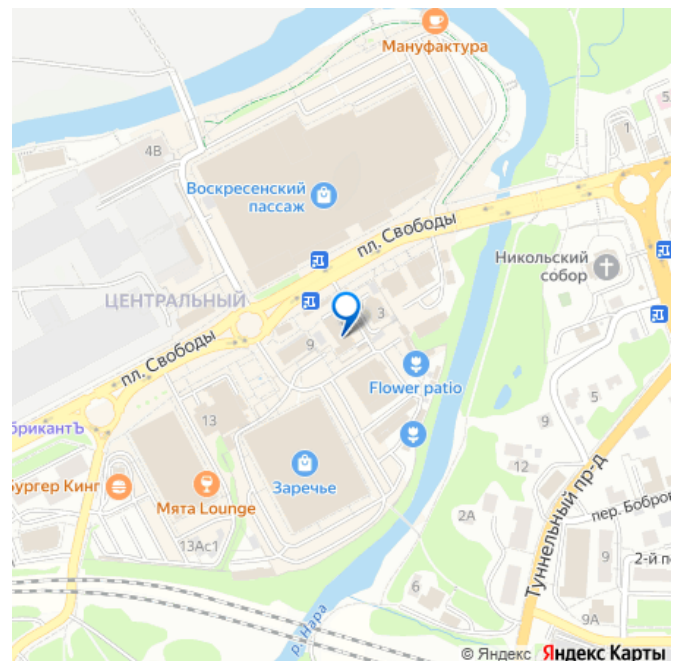 Мануфактура
5
1
4В
Воскресенский
пассаж
пл. Свободы
Никольский
собор
ЦЕНТРАЛЬНЫЙ
3
9
пл. Свободы
Flower patio
5
9
13
брикантЪ
12
Заречье
Бургер Кинг
Мята Lounge
2А
пер. Бобров
Туннельный пр-д
13Ас1
9
2-й п
6
9А
р. Нара
© Яндекс Яндекс Карты